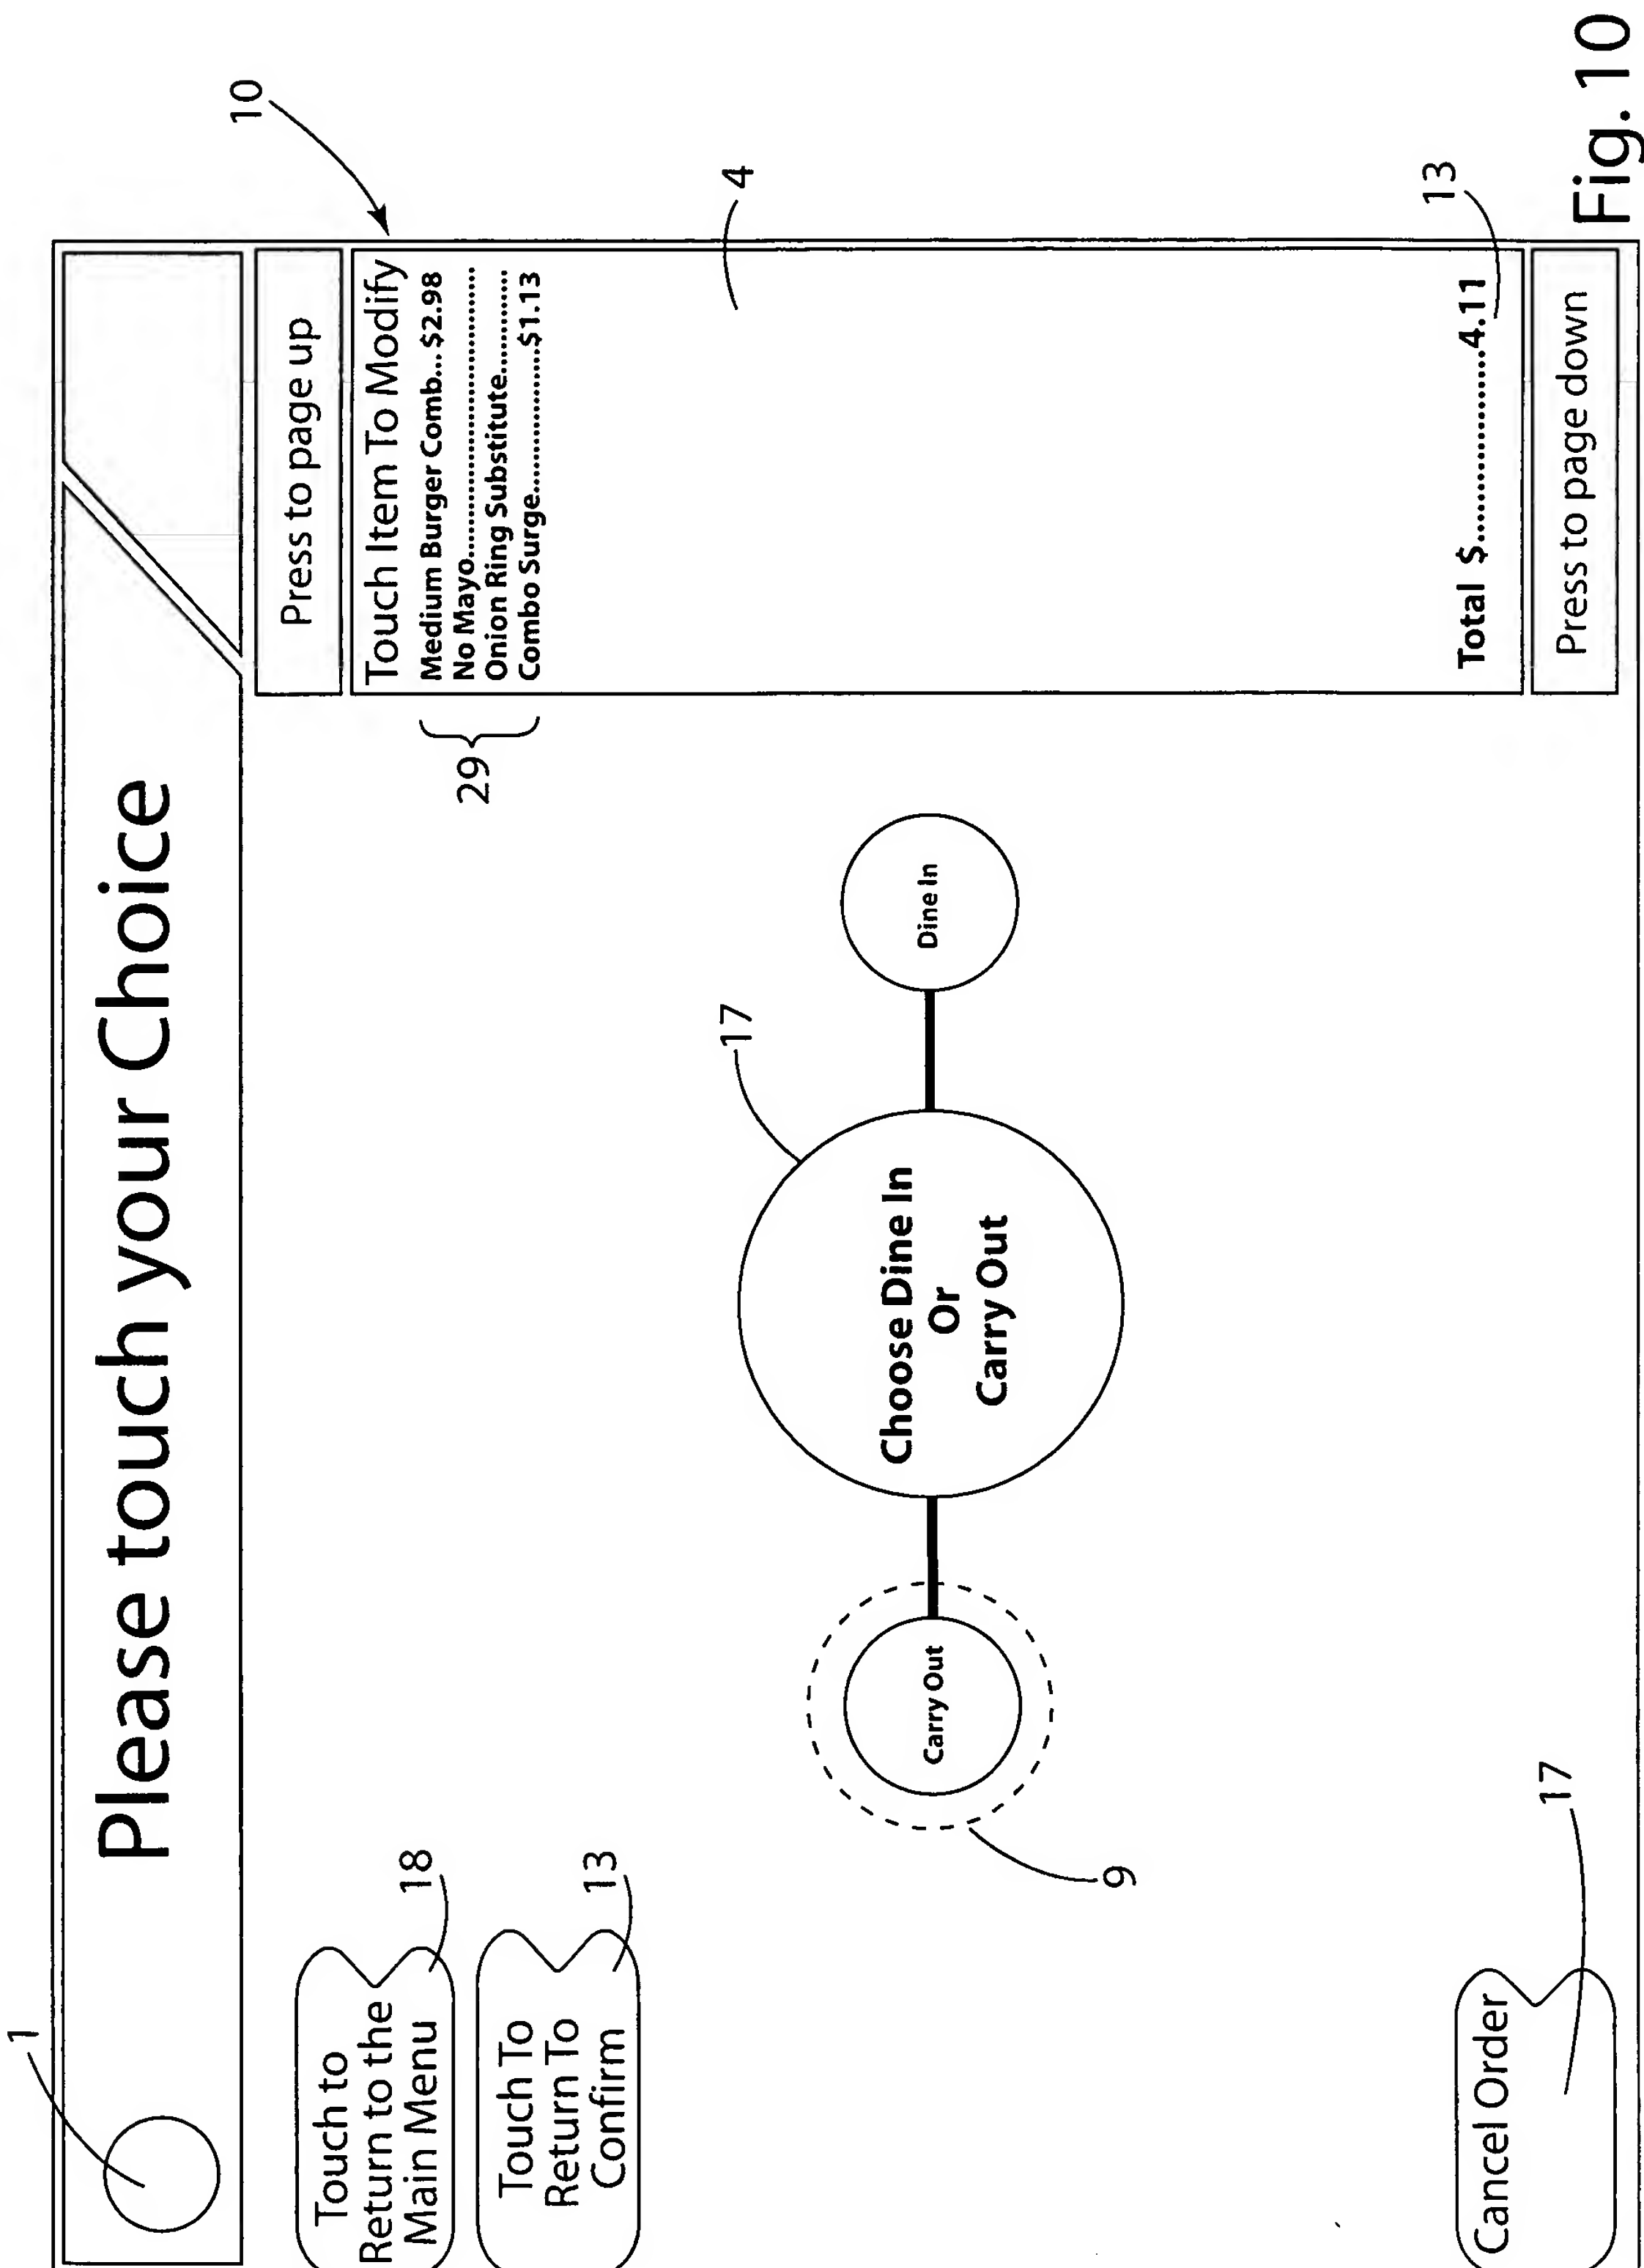 1
Please touch your Choice
10
Touch to
Return to the
Main Menu
18
Touch To
Return To
Confirm
13
Press to page up
Touch Item To Modify
Medium Burger Comb... $2.98
No Mayo.......................................
Onion Ring Substitute..............
Combo Surge..................$1.13
29
4
17
Carry Out
Choose Dine In
Or
Carry Out
Dine In
9
Cancel Order
17
Total $....................4.11
13
Press to page down
Fig. 10